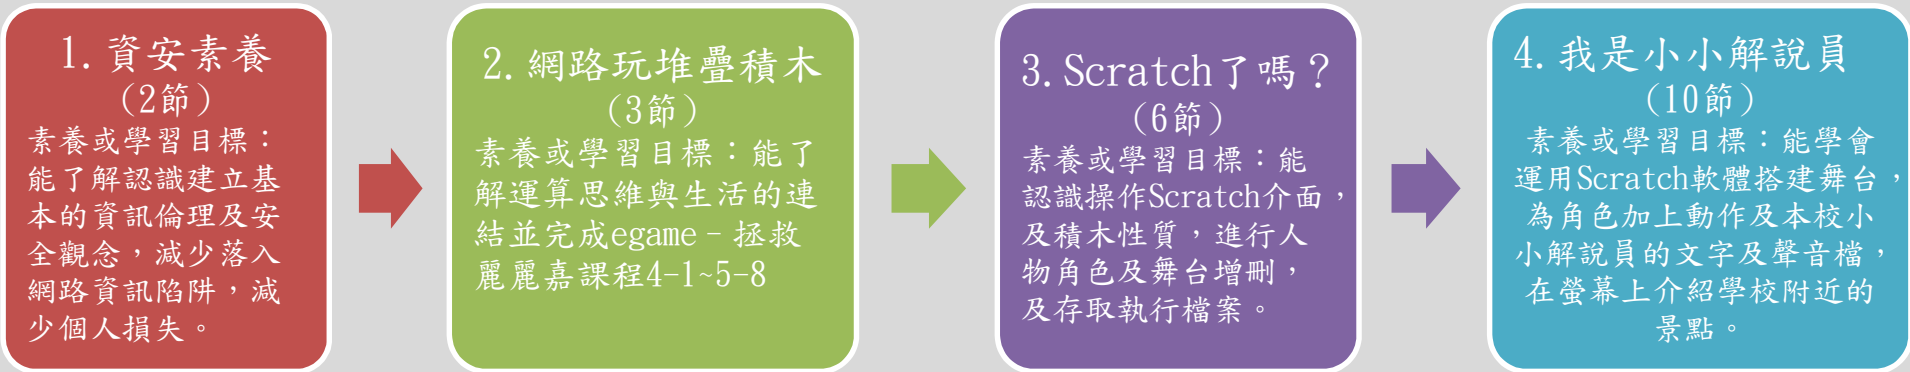 1.資安素養
(2節)
素養或學習目標：
能了解認識建立基
本的資訊倫理及安
全觀念，減少落入
網路資訊陷阱，減
少個人損失。
2.網路玩堆疊積木
(3節)
素養或學習目標：能了
解運算思維與生活的連
結並完成egame–拯救
麗麗嘉課程4-1~5-8
3.Scratch了嗎？
(6節)
素養或學習目標：能
認識操作Scratch介面，
及積木性質，進行人
物角色及舞台增刪，
及存取執行檔案。
4.我是小小解說員
(10節)
素養或學習目標：能學會
運用Scratch軟體搭建舞台，
為角色加上動作及本校小
小解說員的文字及聲音檔，
在螢幕上介紹學校附近的
景點。